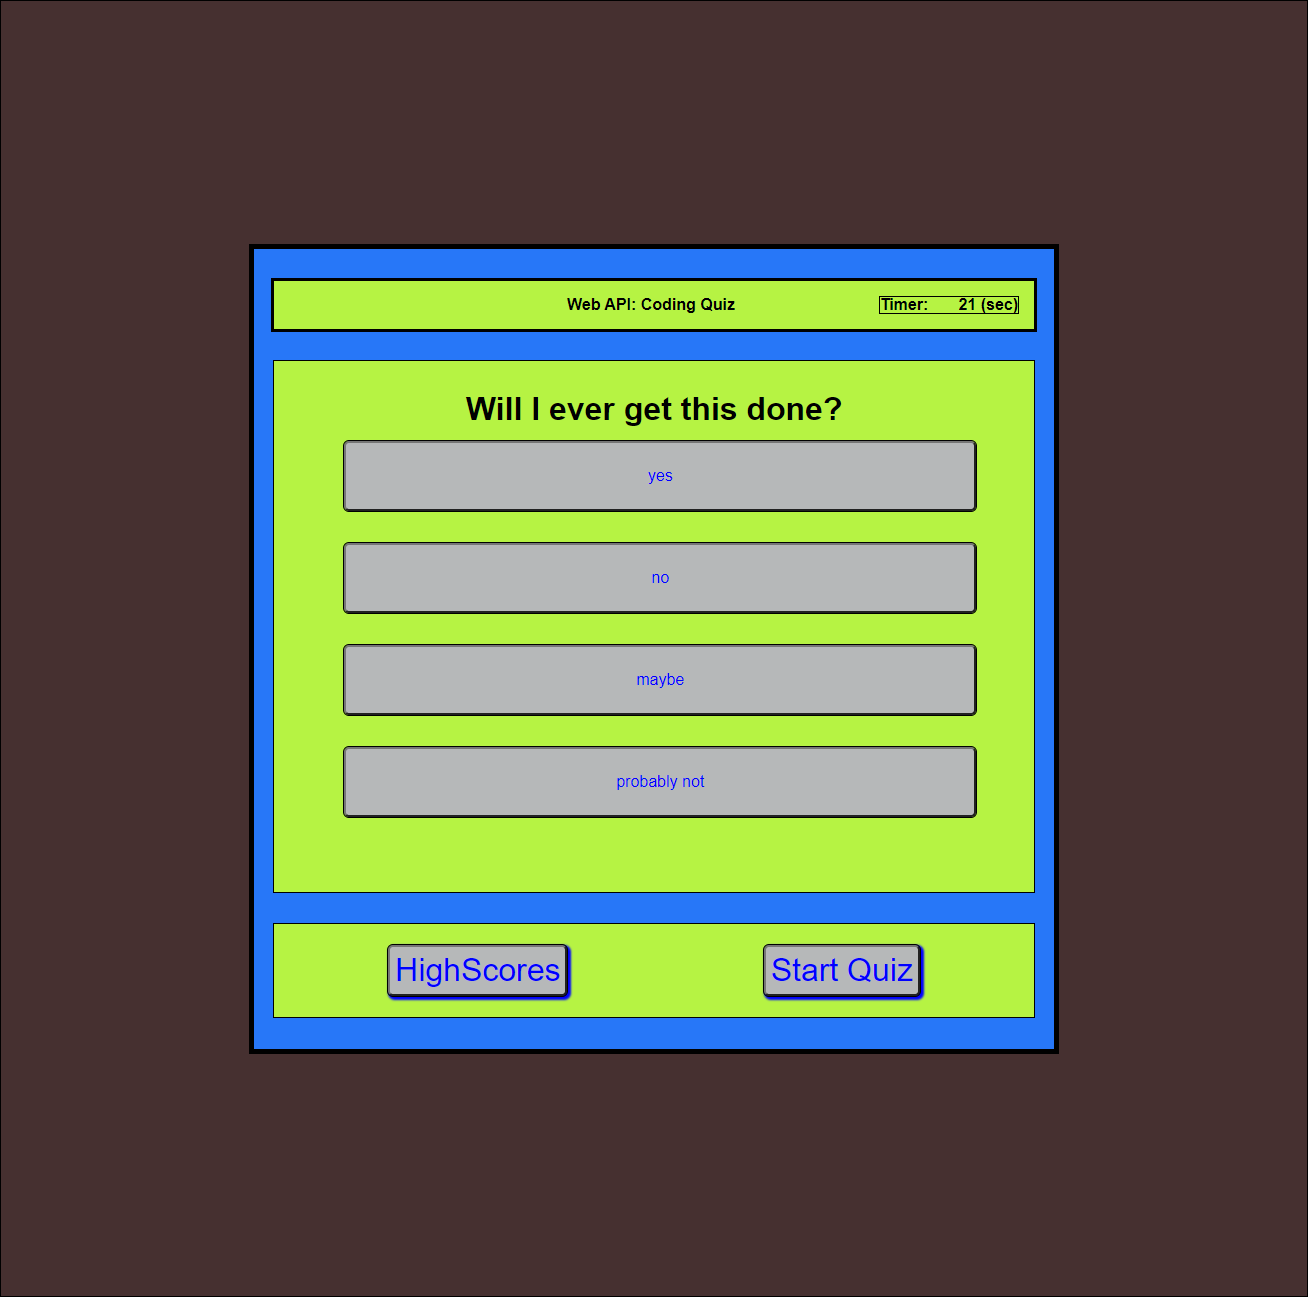 Web API: Coding Quiz Timer: 21 (sec)
Will I ever get this done?
yes
no
maybe
probably not
HighScores Start Quiz